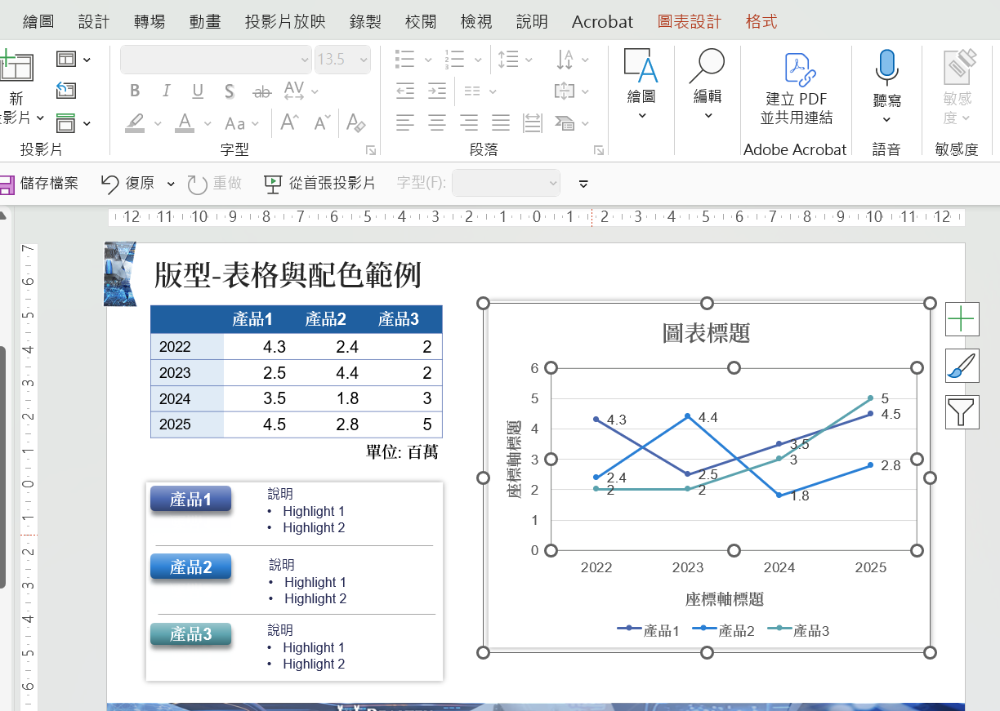 繪圖 設計 轉場 動畫 投影片放映 錄製 校閱 檢視 說明 Acrobat 圖表設計 格式
13.5
B I U S ab AV
A Aa A A A
新
影片
繪圖
編輯
建立 PDF
並共用連結
聽寫
敏感
度
投影片 字型 段落 Adobe Acrobat 語音 敏感度
儲存檔案 復原 重做 從首張投影片 字型(F):
12 11 10 9 8 7 6 5 4 3 2 1 0 1 2 3 4 5 6 7 8 9 10 11 12
7
6
5
4
3
2
1
0
1
2
3
4
5
6
版型-表格與配色範例
產品1 產品2 產品3
2022 4.3 2.4 2
2023 2.5 4.4 2
2024 3.5 1.8 3
2025 4.5 2.8 5
單位: 百萬
產品1
說明
• Highlight 1
• Highlight 2
產品2
說明
• Highlight 1
• Highlight 2
產品3
說明
• Highlight 1
• Highlight 2
圖表標題
座標軸標題
6
5
4
3
2
1
0
4.3
2.5
3.5
4.5
2.4
4.4
1.8
2.8
2
2
3
5
2022 2023 2024 2025
座標軸標題
產品1 產品2 產品3